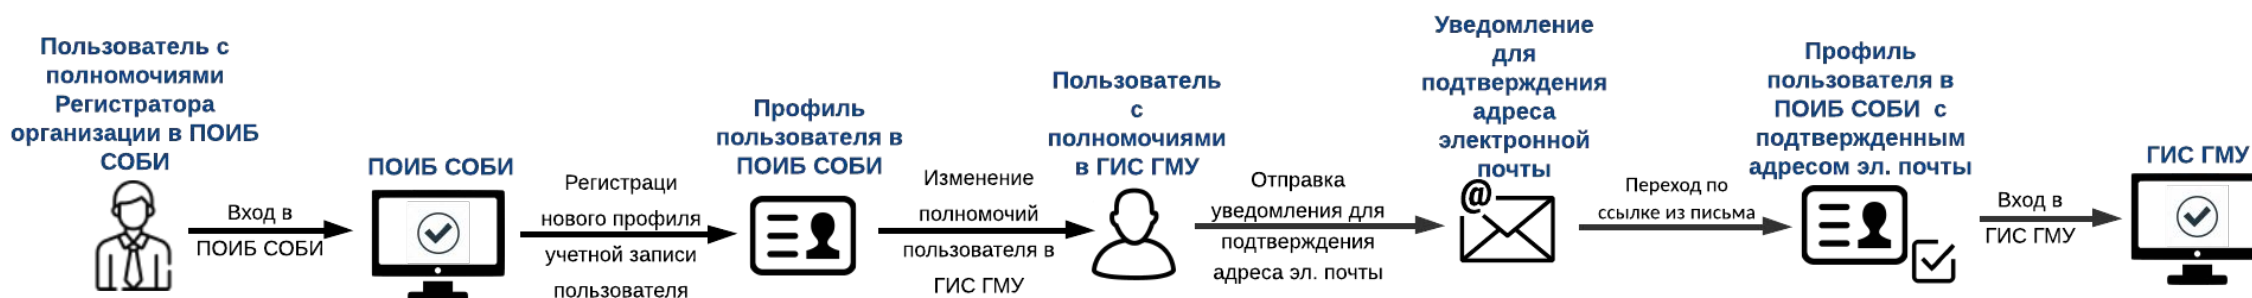 Пользователь с
полномочиями
Регистратора
организации в ПОИБ
СОБИ
Вход в
ПОИБ СОБИ
ПОИБ СОБИ
Регистраци
нового профиля
учетной записи
пользователя
Профиль
пользователя в
ПОИБ СОБИ
Изменение
полномочий
пользователя в
ГИС ГМУ
Пользователь
с
полномочиями
в ГИС ГМУ
Отправка
уведомления для
подтверждения
адреса эл. почты
Уведомление
для
подтверждения
адреса
электронной
почты
@
Переход по
ссылке из письма
Профиль
пользователя в
ПОИБ СОБИ с
подтвержденным
адресом эл. почты
Вход в
ГИС ГМУ
ГИС ГМУ